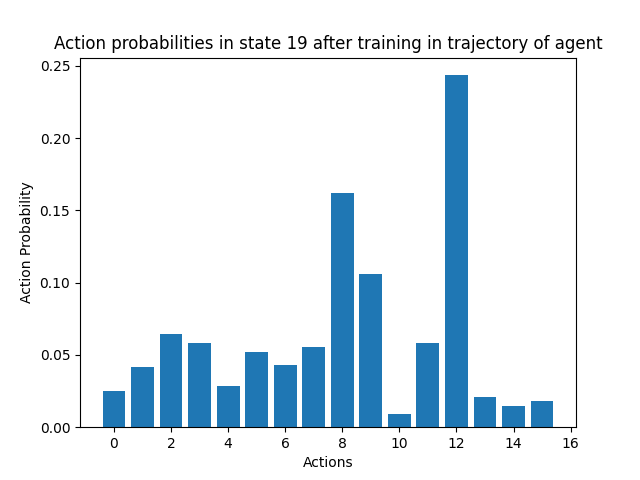 Action probabilities in state 19 after training in trajectory of agent
0.25
0.20
0.15
0.10
0.05
0.00
Action Probability
0 2 4 6 8 10 12 14 16
Actions